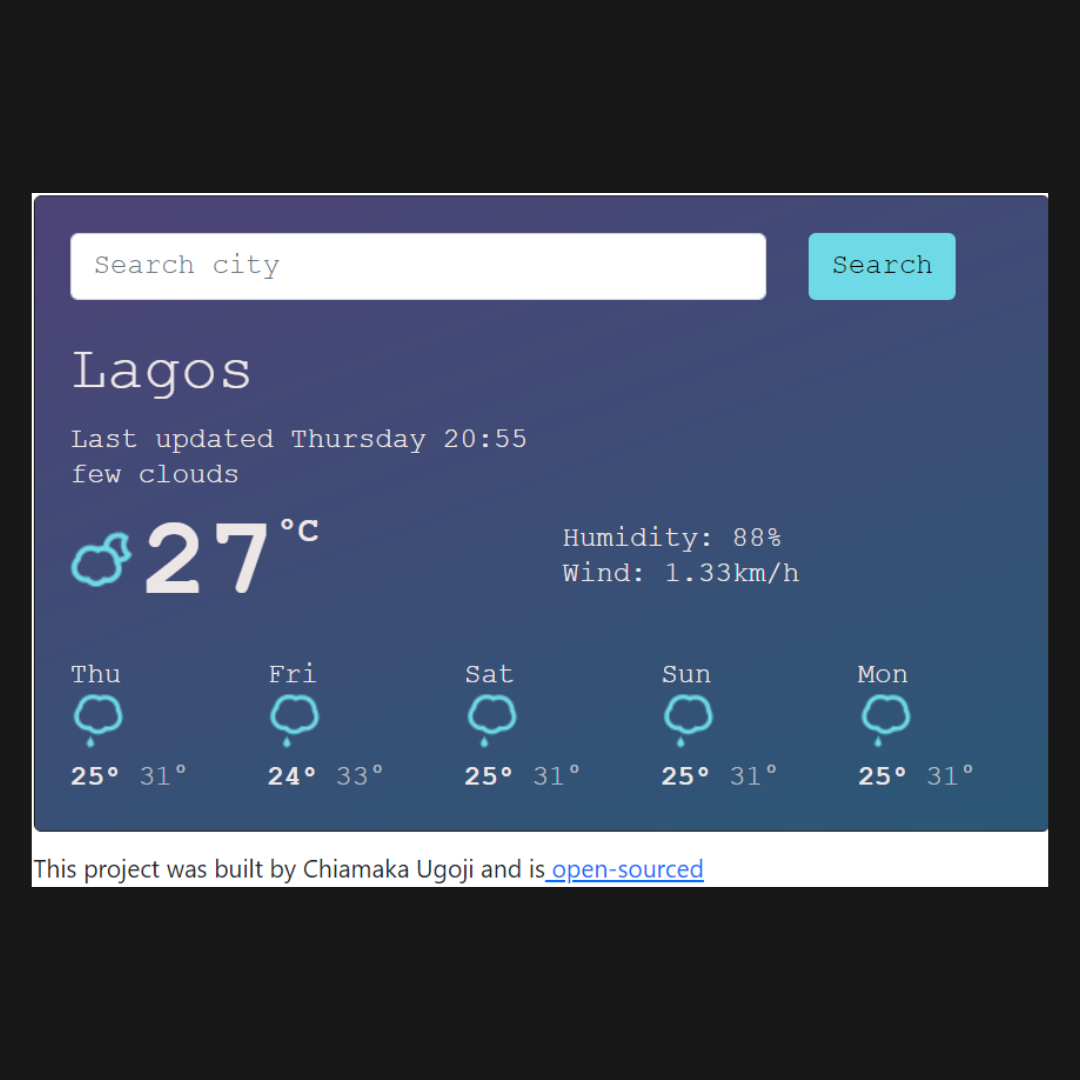 Search city
Search
Lagos
Last updated Thursday 20:55
few clouds
27 °C
Humidity: 88%
Wind: 1.33km/h
Thu Fri Sat Sun Mon
25° 31° 24° 33° 25° 31° 25° 31° 25° 31°
This project was built by Chiamaka Ugoji and is open-sourced